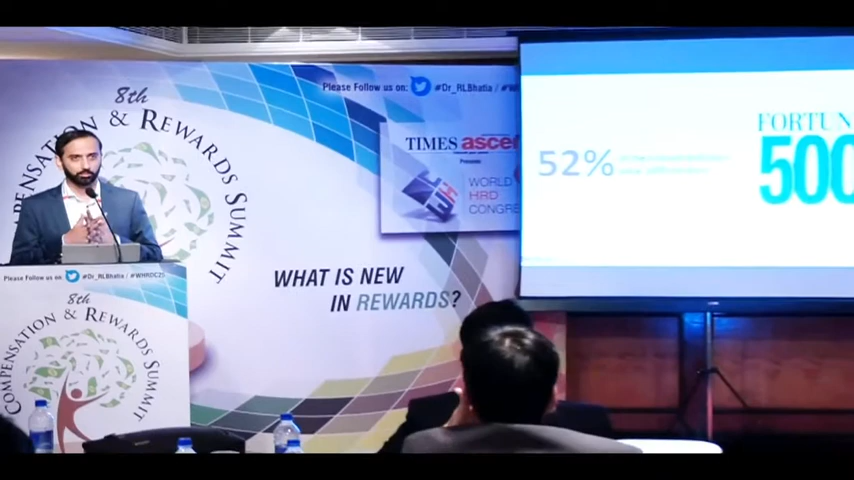 Please Follow us on: #Dr_RLBhatia / #W
8th
COMPENSATION & REWARDS SUMMIT
TIMES ascent
Presents
WORLD
HRD
CONGRE
WHAT IS NEW
IN REWARDS?
52%
FORTUN
500
Please Follow us on: #Dr_RLBhatia / #WHRDC25
8th
COMPENSATION & REWARDS SUMMIT